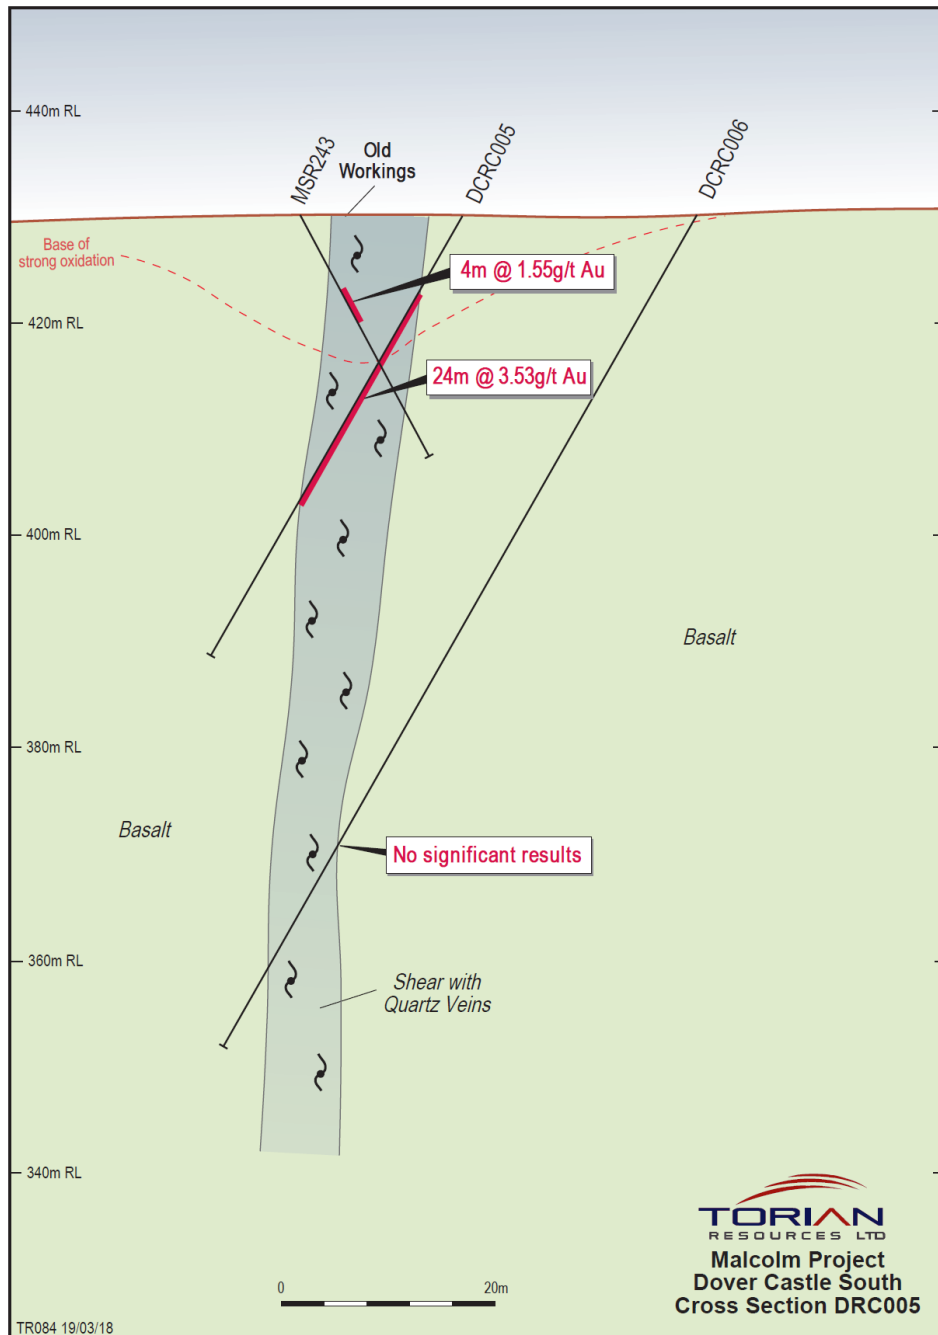 440m RL
MSR243
Old
Workings
DCRC005
DCRC006
Base of
strong oxidation
4m @ 1.55g/t Au
420m RL
24m @ 3.53g/t Au
400m RL
Basalt
380m RL
Basalt
No significant results
360m RL
Shear with
Quartz Veins
340m RL
TORIAN
RESOURCES LTD
Malcolm Project
Dover Castle South
Cross Section DRC005
0 20m
TR084 19/03/18